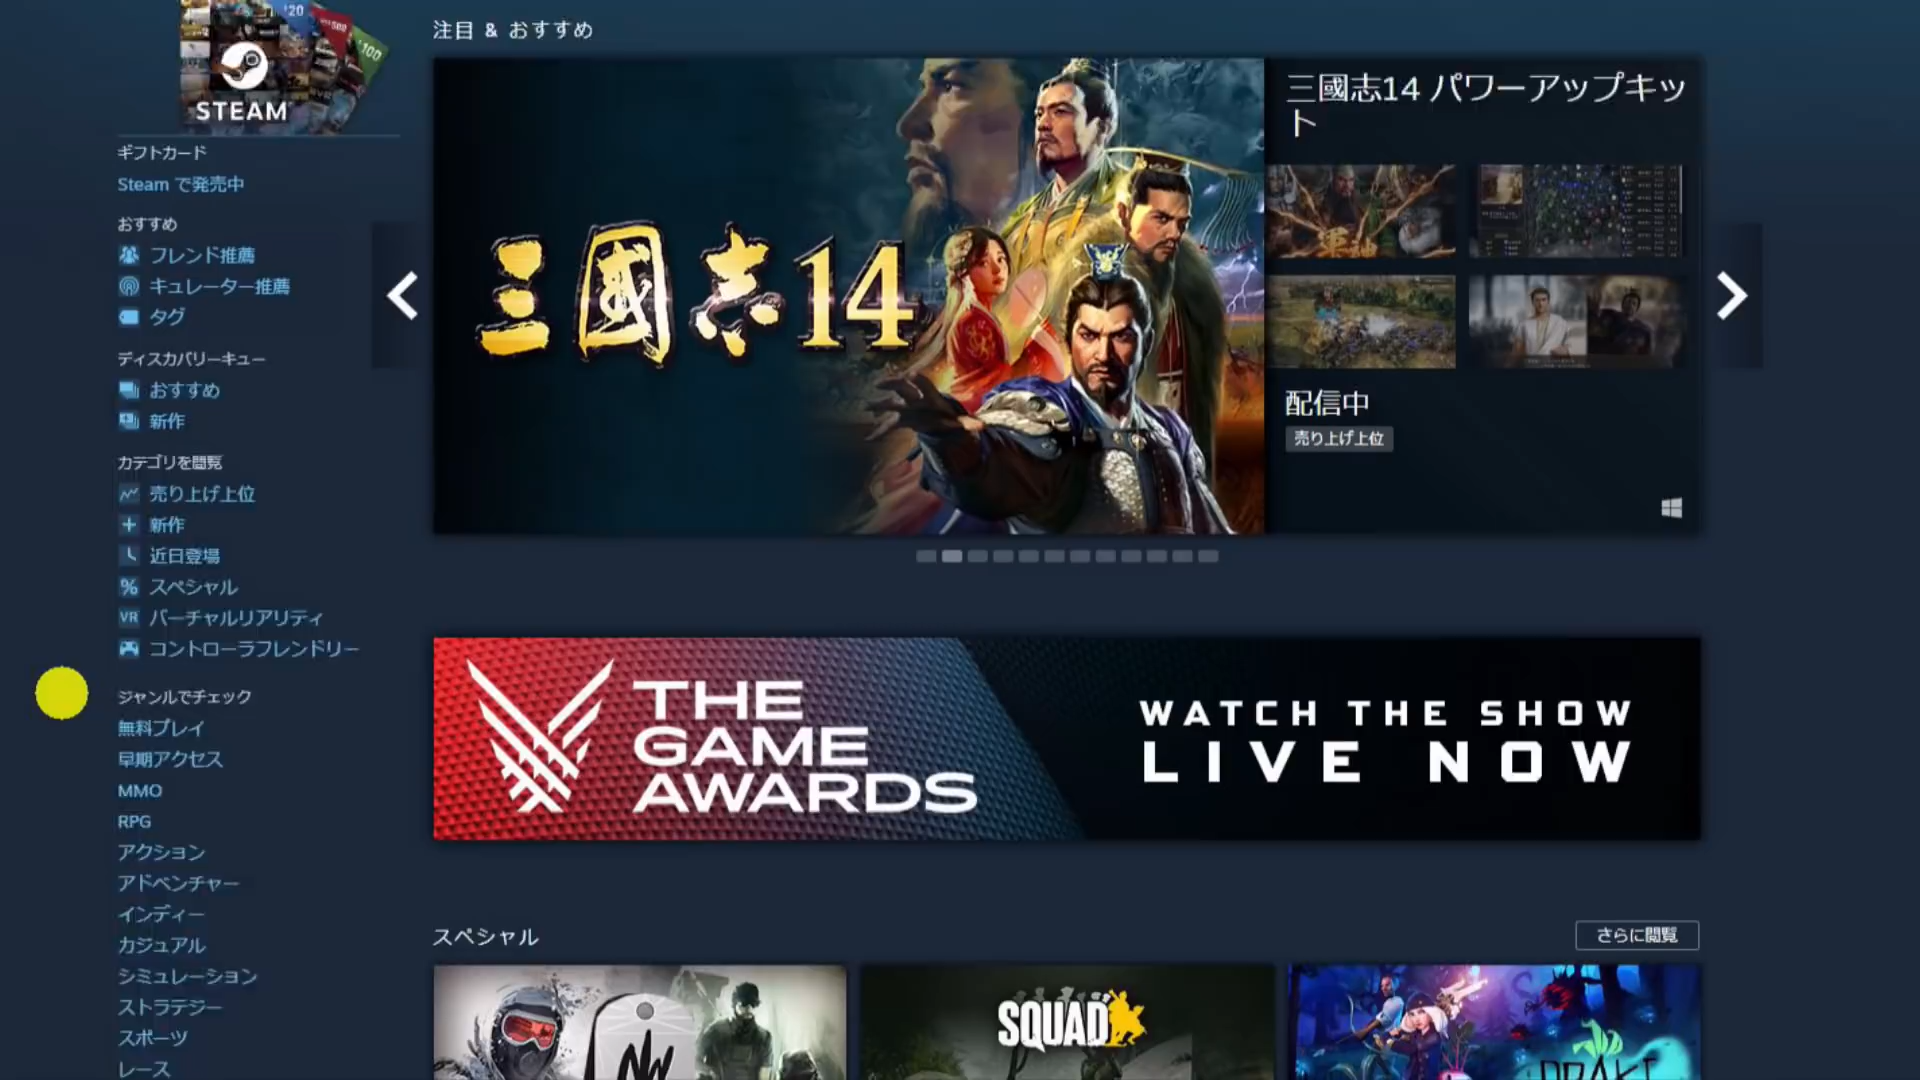 STEAM
ギフトカード
Steam で発売中
おすすめ
フレンド推薦
キュレーター推薦
タグ
ディスカバリーキュー
おすすめ
新作
カテゴリを閲覧
売り上げ上位
新作
近日登場
スペシャル
VR バーチャルリアリティ
コントローラフレンドリー
ジャンルでチェック
無料プレイ
早期アクセス
MMO
RPG
アクション
アドベンチャー
インディー
カジュアル
シミュレーション
ストラテジー
スポーツ
レース
注目 & おすすめ
三國志14
三國志14 パワーアップキッ
ト
配信中
売り上げ上位
THE
GAME
AWARDS
WATCH THE SHOW
LIVE NOW
スペシャル
さらに閲覧
SQUAD